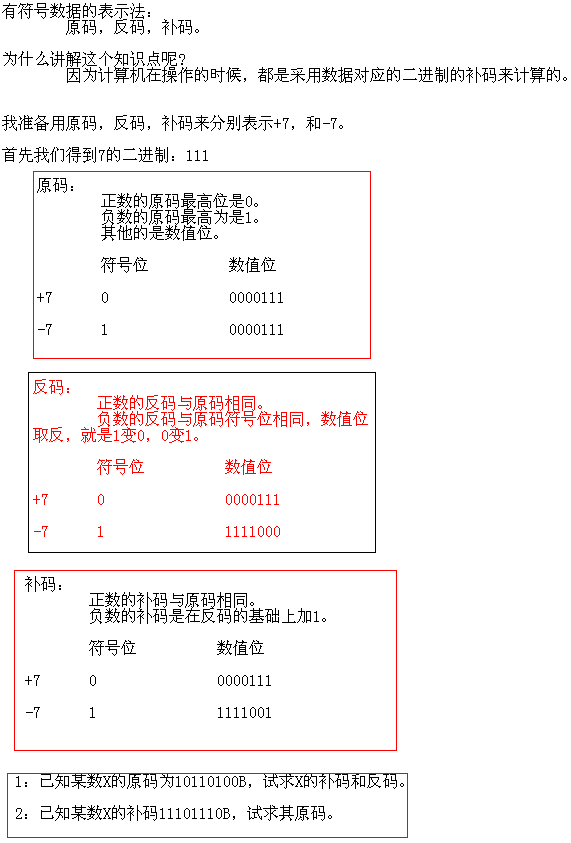 有符号数据的表示法：
原码，反码，补码。
为什么讲解这个知识点呢?
因为计算机在操作的时候，都是采用数据对应的二进制的补码来计算的。
我准备用原码，反码，补码来分别表示+7，和-7。
首先我们得到7的二进制：111
原码：
正数的原码最高位是0。
负数的原码最高为是1。
其他的是数值位。
符号位 数值位
+7 0 0000111
-7 1 0000111
反码：
正数的反码与原码相同。
负数的反码与原码符号位相同，数值位
取反，就是1变0，0变1。
符号位 数值位
+7 0 0000111
-7 1 1111000
补码：
正数的补码与原码相同。
负数的补码是在反码的基础上加1。
符号位 数值位
+7 0 0000111
-7 1 1111001
1：已知某数X的原码为10110100B，试求X的补码和反码。
2：已知某数X的补码11101110B，试求其原码。